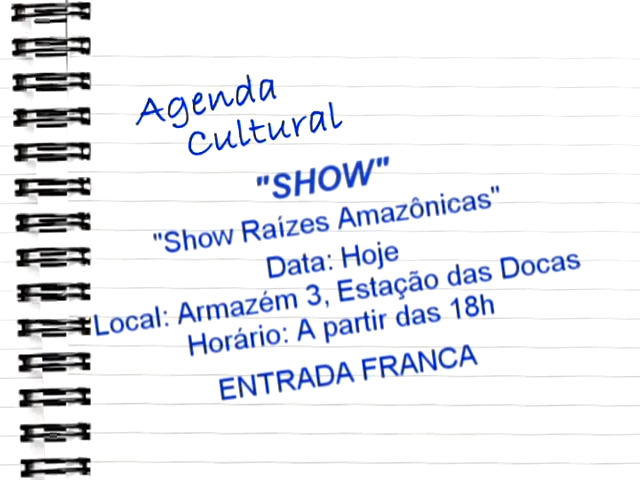 Agenda
Cultural
"SHOW"
"Show Raízes Amazônicas"
Data: Hoje
Local: Armazém 3, Estação das Docas
Horário: A partir das 18h
ENTRADA FRANCA